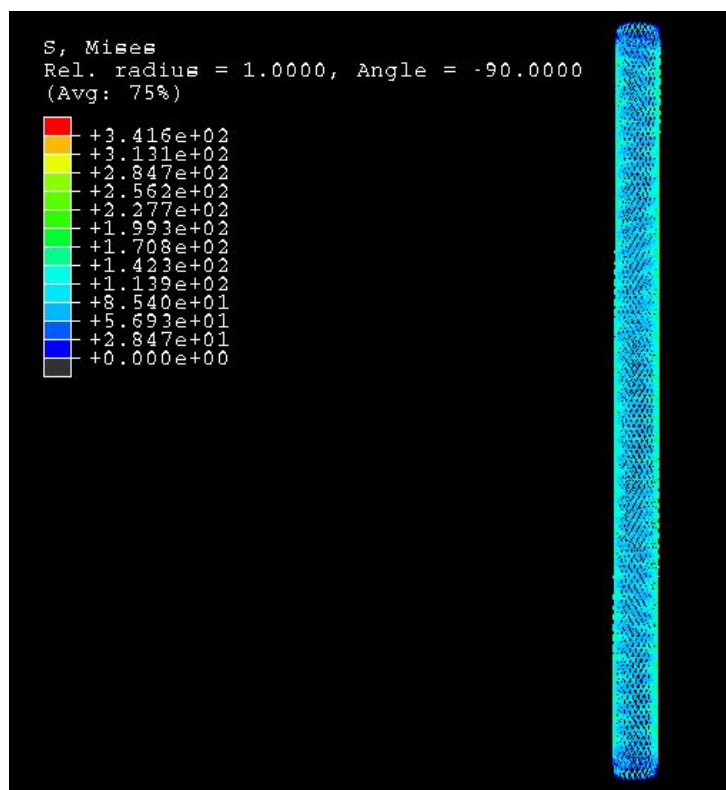 S, Mises
Rel. radius = 1.0000, Angle = -90.0000
(Avg: 75%)
+3.416e+02
+3.131e+02
+2.847e+02
+2.562e+02
+2.277e+02
+1.993e+02
+1.708e+02
+1.423e+02
+1.139e+02
+8.540e+01
+5.693e+01
+2.847e+01
+0.000e+00